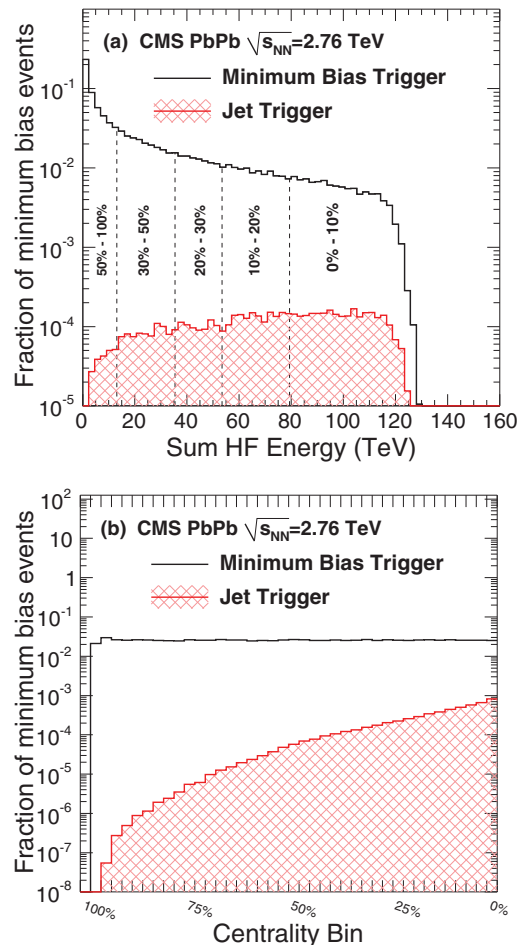 (a) CMS PbPb √s_NN=2.76 TeV
Minimum Bias Trigger
Jet Trigger
Fraction of minimum bias events
10^-1
10^-2
10^-3
10^-4
10^-5
50% - 100%
30% - 50%
20% - 30%
10% - 20%
0% - 10%
0 20 40 60 80 100 120 140 160
Sum HF Energy (TeV)
(b) CMS PbPb √s_NN=2.76 TeV
Minimum Bias Trigger
Jet Trigger
Fraction of minimum bias events
10^2
10
1
10^-1
10^-2
10^-3
10^-4
10^-5
10^-6
10^-7
10^-8
100% 75% 50% 25% 0%
Centrality Bin